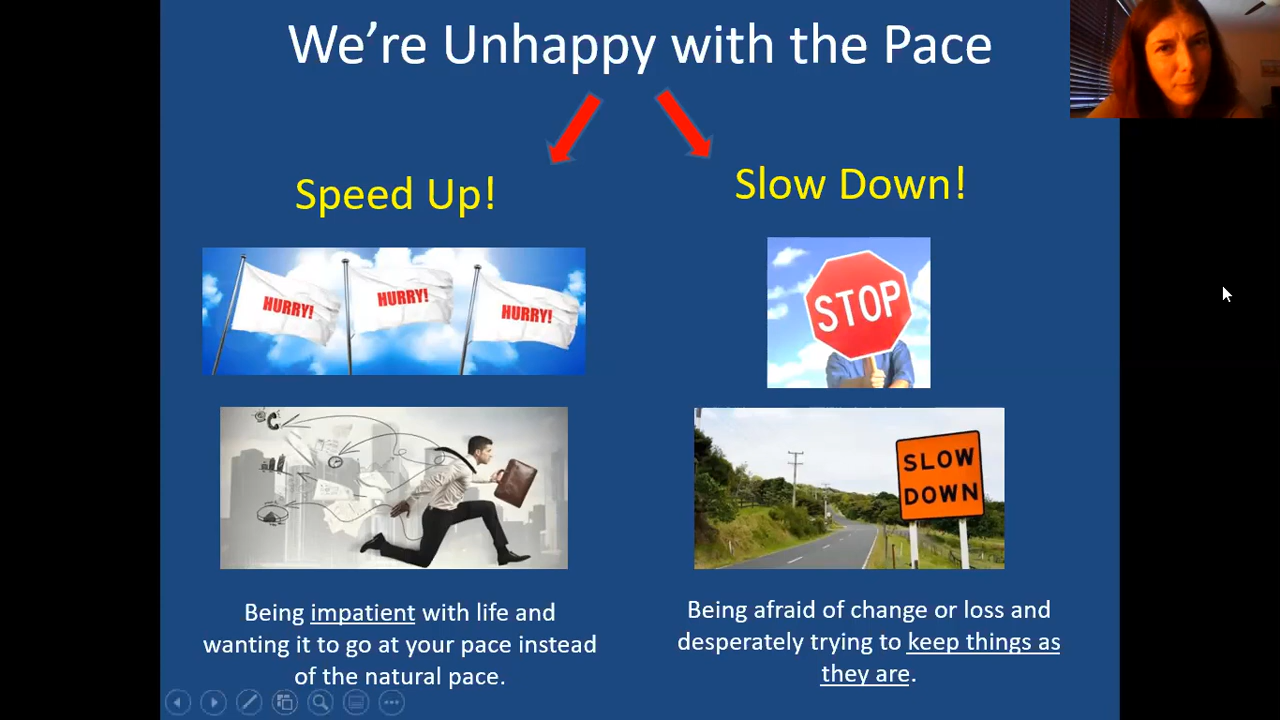 We're Unhappy with the Pace
Speed Up!
Slow Down!
HURRY!
HURRY!
HURRY!
STOP
SLOW
DOWN
Being impatient with life and
wanting it to go at your pace instead
of the natural pace.
Being afraid of change or loss and
desperately trying to keep things as
they are.